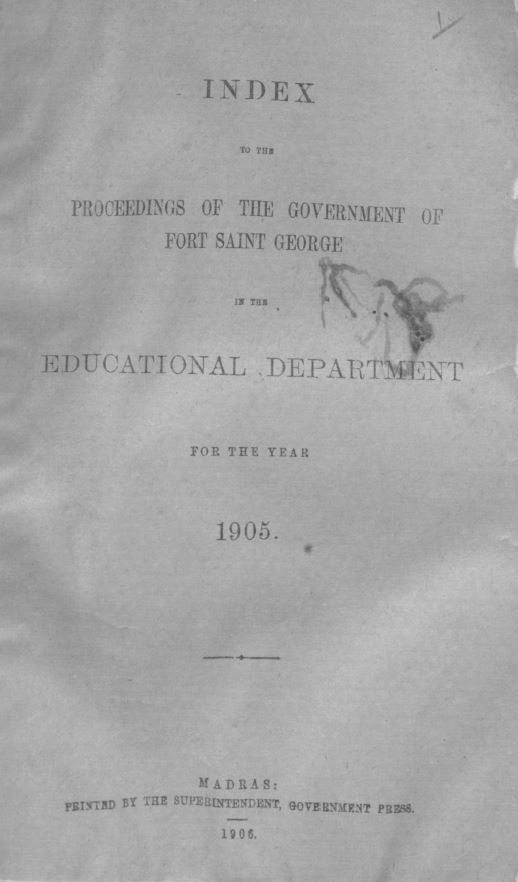 INDEX
TO THE
PROCEEDINGS OF THE GOVERNMENT OF
FORT SAINT GEORGE
IN THE
EDUCATIONAL DEPARTMENT
FOR THE YEAR
1905.
MADRAS:
PRINTED BY THE SUPERINTENDENT, GOVERNMENT PRESS.
1906.